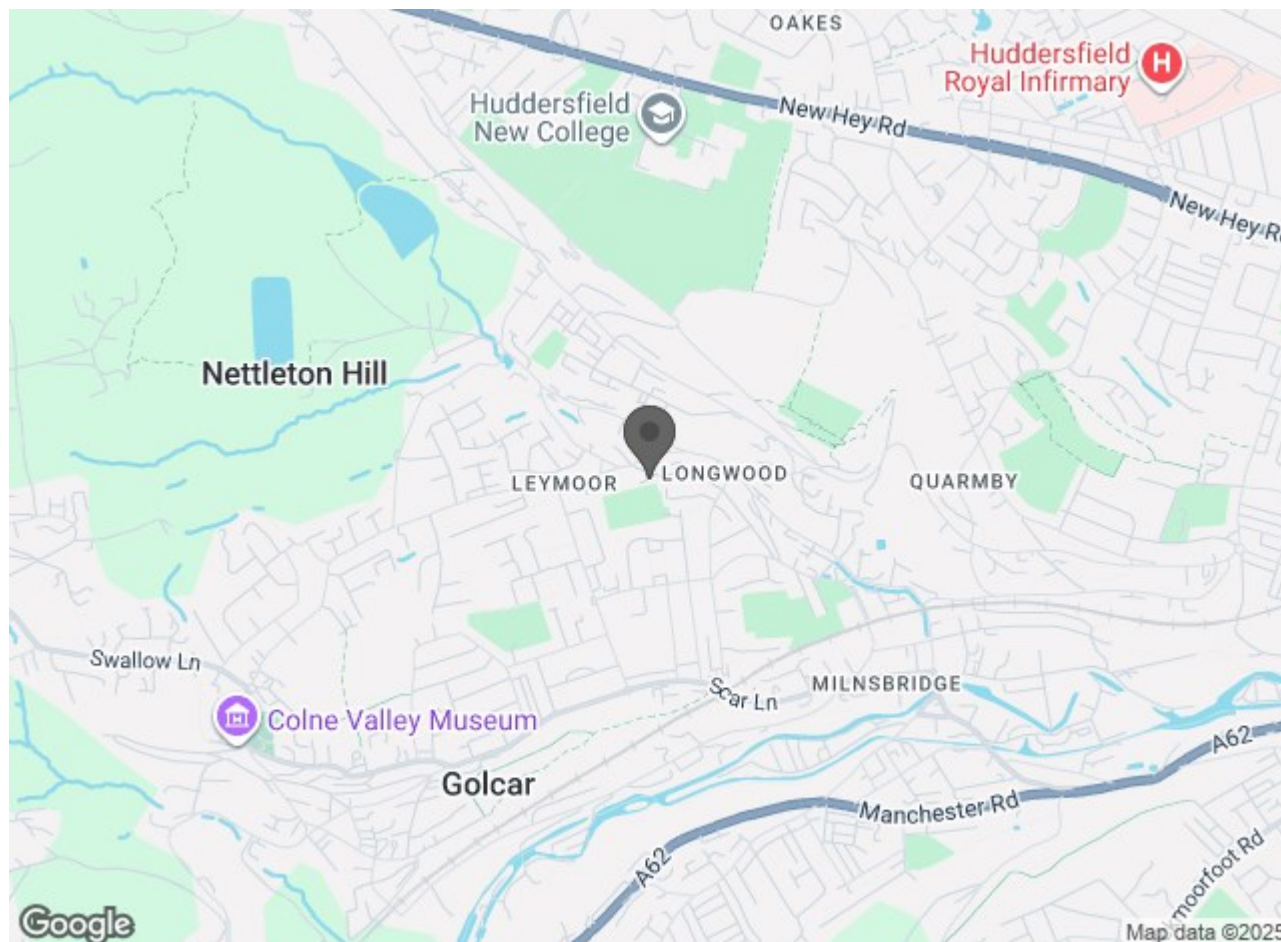 OAKES
Huddersfield
Royal Infirmary
H
Huddersfield
New College
New Hey Rd
New Hey R
Nettleton Hill
LEYMOOR
LONGWOOD
QUARMBY
Swallow Ln
Scar Ln
MILNSBRIDGE
Colne Valley Museum
A62
Golcar
Manchester Rd
A62
moorfoot Rd
Google
Map data ©2025